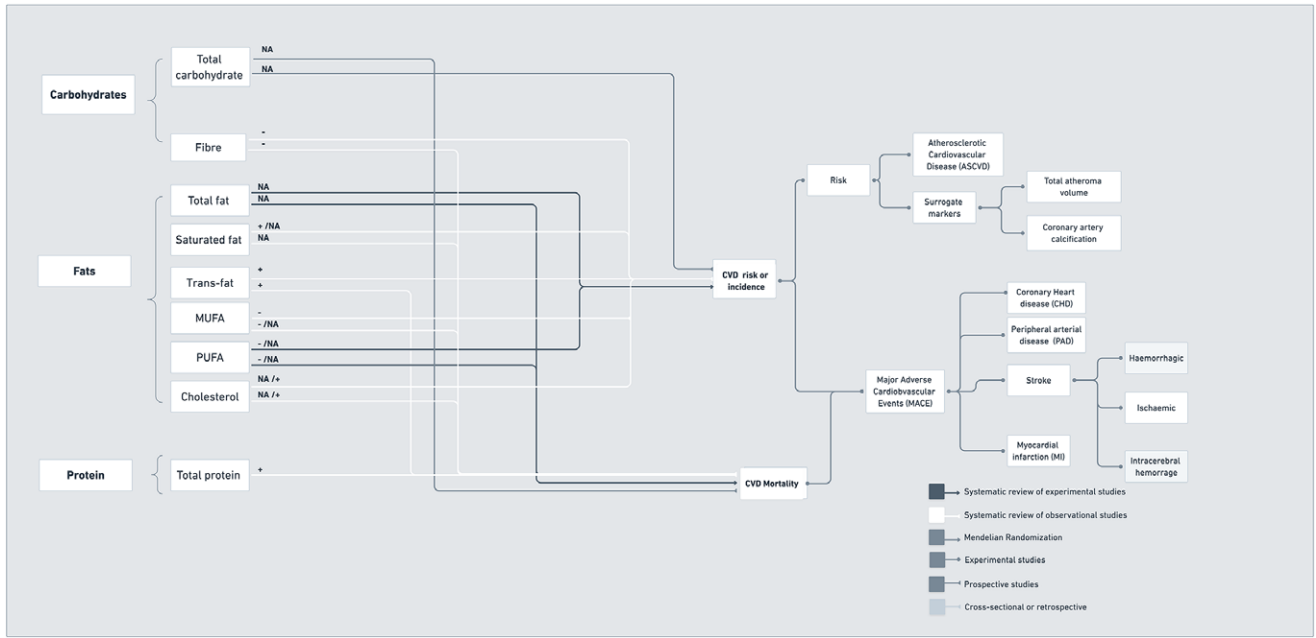 Carbohydrates
Total
carbohydrate
NA
NA
Fibre
-
-
Fats
Total fat
NA
NA
Saturated fat
+ /NA
NA
Trans-fat
+
+
MUFA
-
- /NA
PUFA
- /NA
- /NA
Cholesterol
NA /+
NA /+
Protein
Total protein
+
CVD risk or
incidence
CVD Mortality
Risk
Atherosclerotic
Cardiovascular
Disease (ASCVD)
Surrogate
markers
Total atheroma
volume
Coronary artery
calcification
Major Adverse
Cardiobvascular
Events (MACE)
Coronary Heart
disease (CHD)
Peripheral arterial
disease (PAD)
Stroke
Myocardial
infarction (MI)
Haemorrhagic
Ischaemic
Intracerebral
hemorrage
Systematic review of experimental studies
Systematic review of observational studies
Mendelian Randomization
Experimental studies
Prospective studies
Cross-sectional or retrospective